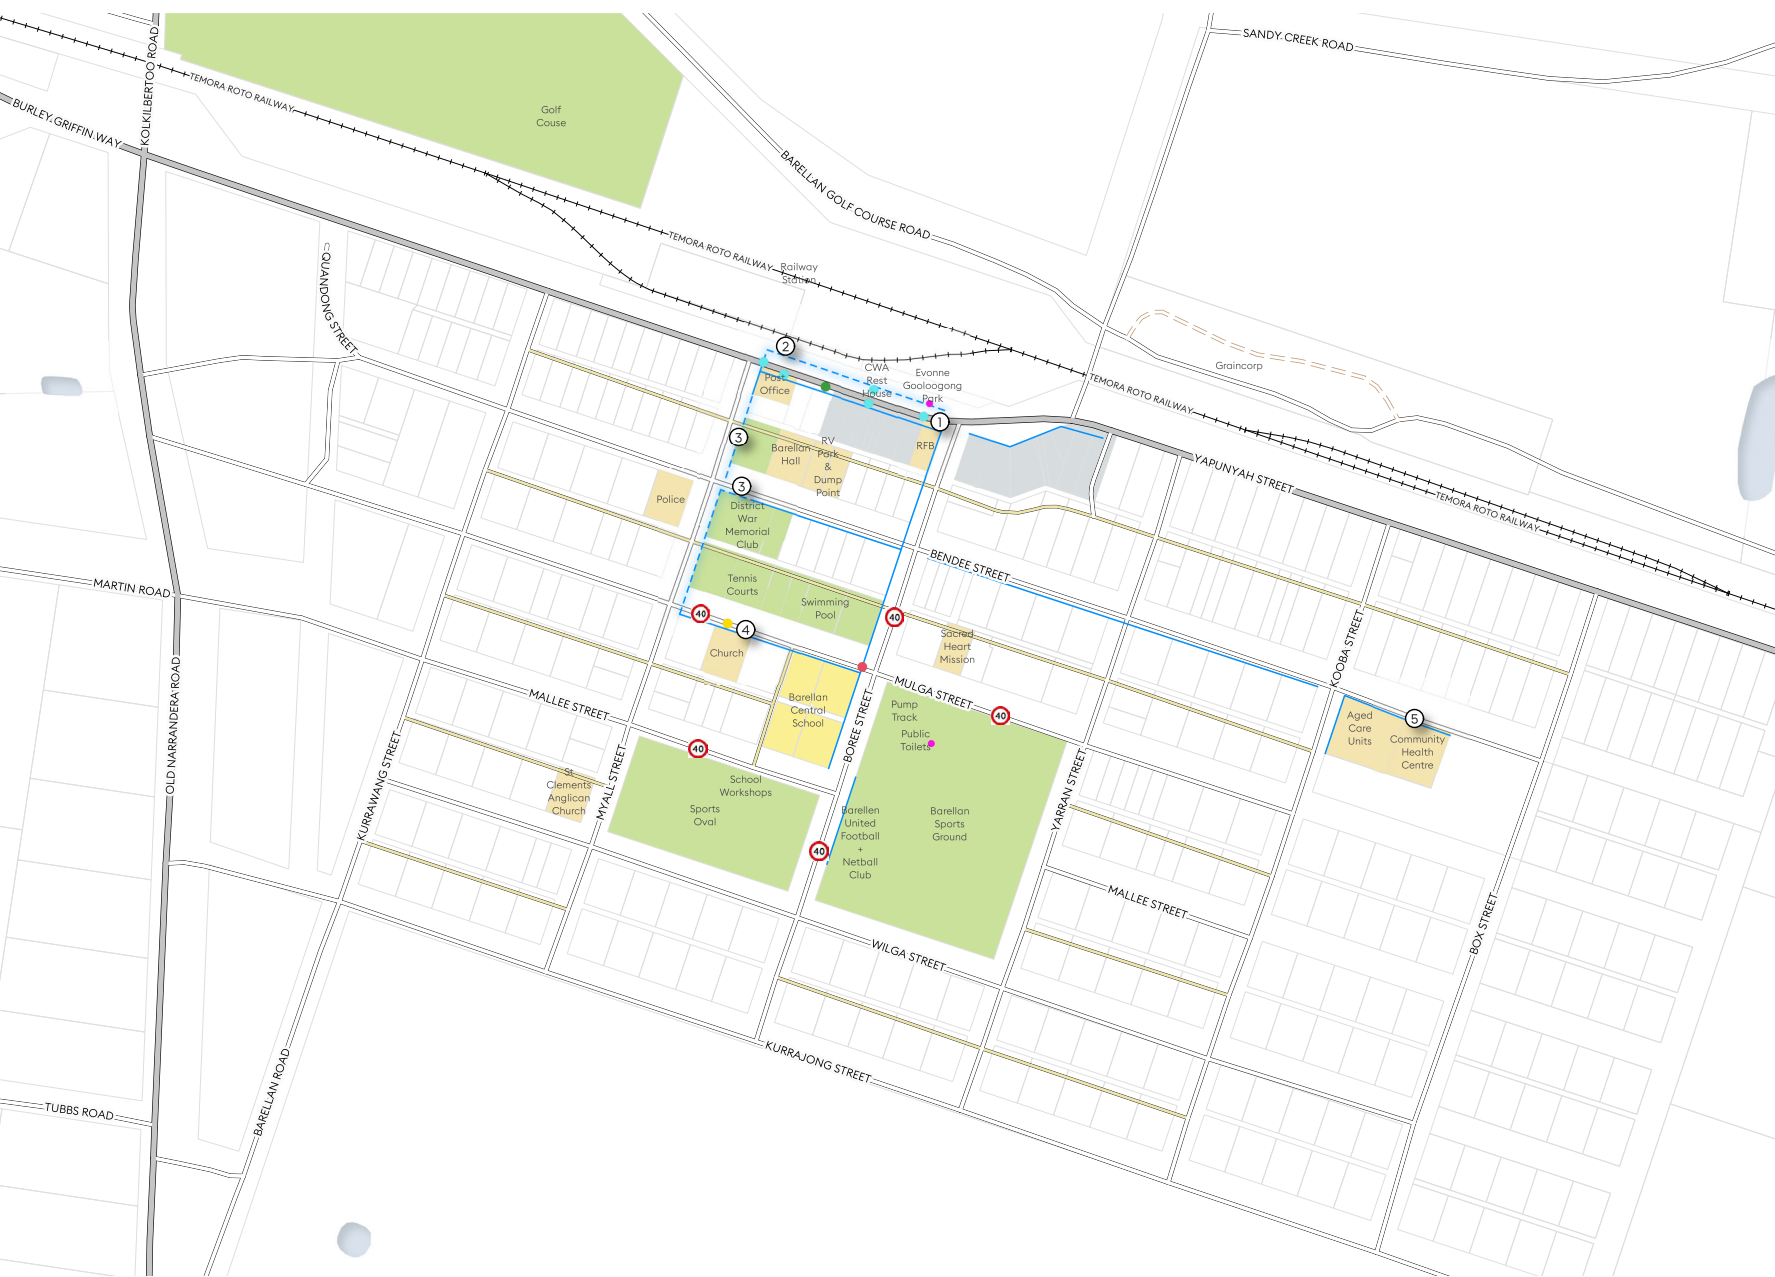 SANDY CREEK ROAD
KOLKILBERTOO ROAD
TEMORA ROTO RAILWAY
BURLEY GRIFFIN WAY
Golf
Couse
BARELLAN GOLF COURSE ROAD
TEMORA ROTO RAILWAY
Railway
Station
QUANDONG STREET
2
CWA
Rest
House
Evonne
Gooloogong
Park
Post
Office
Graincorp
TEMORA ROTO RAILWAY
1
3
Barellan
Hall
RV
Park
&
Dump
Point
RFB
YAPUNYAH STREET
TEMORA ROTO RAILWAY
Police
3
District
War
Memorial
Club
BENDEE STREET
MARTIN ROAD
Tennis
Courts
Swimming
Pool
40
40
4
Church
Sacred
Heart
Mission
KOOBA STREET
OLD NARRANDERA ROAD
MALLEE STREET
Barellan
Central
School
BOREE STREET
MULGA STREET
40
Pump
Track
Public
Toilets
5
Aged
Care
Units
Community
Health
Centre
KURRAWANG STREET
MYALL STREET
40
St
Clements
Anglican
Church
School
Workshops
Sports
Oval
40
Barellen
United
Football
+
Netball
Club
Barellan
Sports
Ground
YARRAN STREET
MALLEE STREET
BOX STREET
WILGA STREET
KURRAJONG STREET
BARELLAN ROAD
TUBBS ROAD